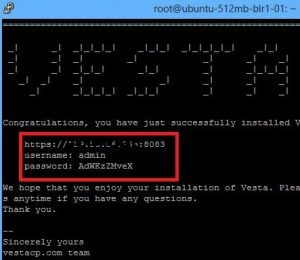 root@ubuntu-512mb-blr1-01: ~
VESTA
Congratulations, you have just successfully installed V
https:// :8083
username: admin
password: AdWKzZMveX
We hope that you enjoy your installation of Vesta. Plea
s anytime if you have any questions.
Thank you.
--
Sincerely yours
vestacp.com team